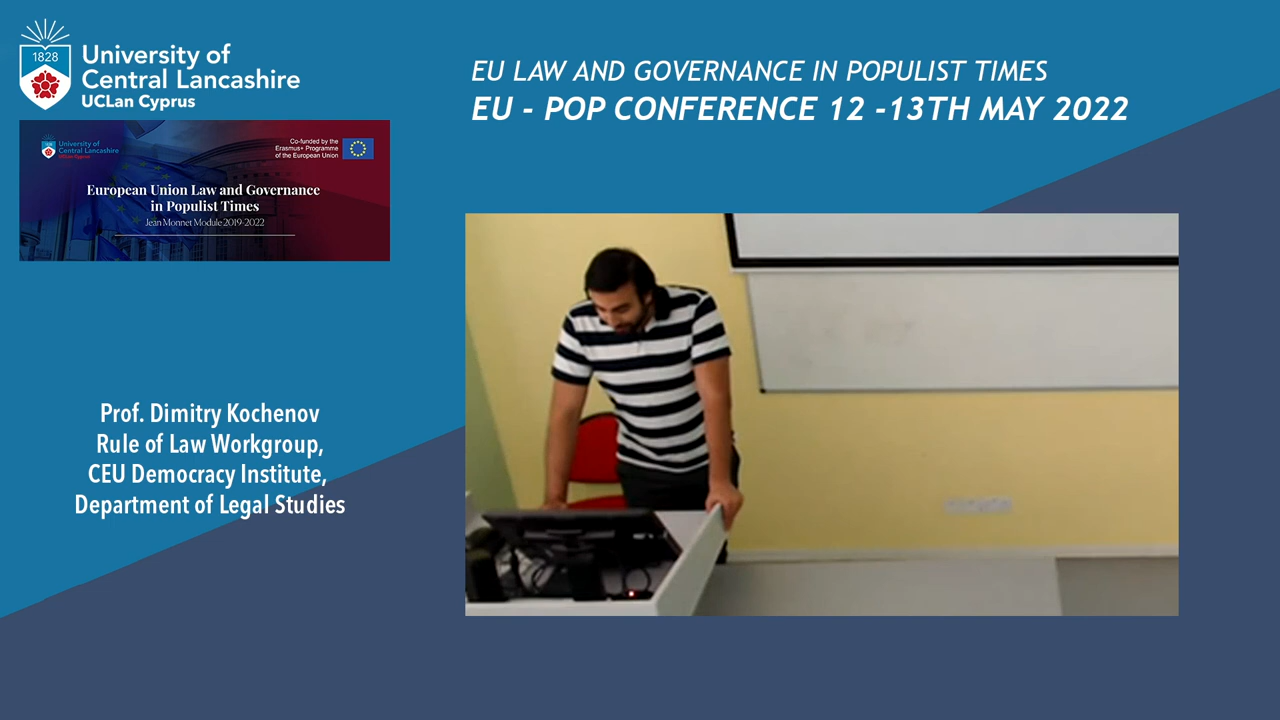 1828
University of
Central Lancashire
UCLan Cyprus
EU LAW AND GOVERNANCE IN POPULIST TIMES
EU - POP CONFERENCE 12 -13TH MAY 2022
University of
Central Lancashire
UCLan Cyprus
Co-funded by the
Erasmus+ Programme
of the European Union
European Union Law and Governance
in Populist Times
Jean Monnet Module 2019-2022
Prof. Dimitry Kochenov
Rule of Law Workgroup,
CEU Democracy Institute,
Department of Legal Studies